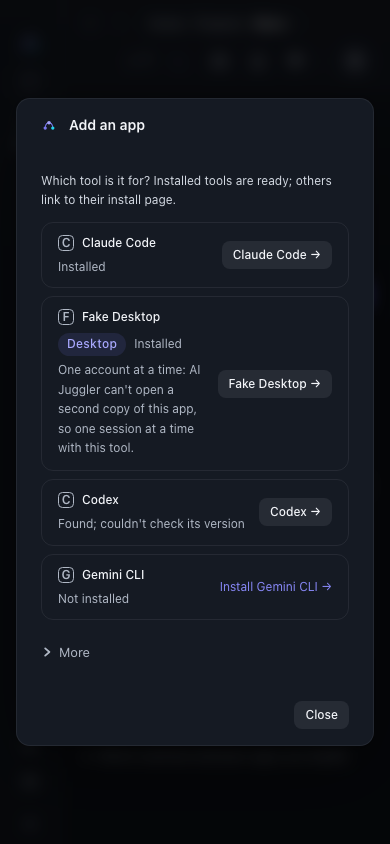 Add an app
Which tool is it for? Installed tools are ready; others
link to their install page.
C Claude Code
Installed
Claude Code →
F Fake Desktop
Desktop Installed
One account at a time: AI
Juggler can't open a
second copy of this app,
so one session at a time
with this tool.
Fake Desktop →
C Codex
Found; couldn't check its version
Codex →
G Gemini CLI
Not installed
Install Gemini CLI →
More
Close